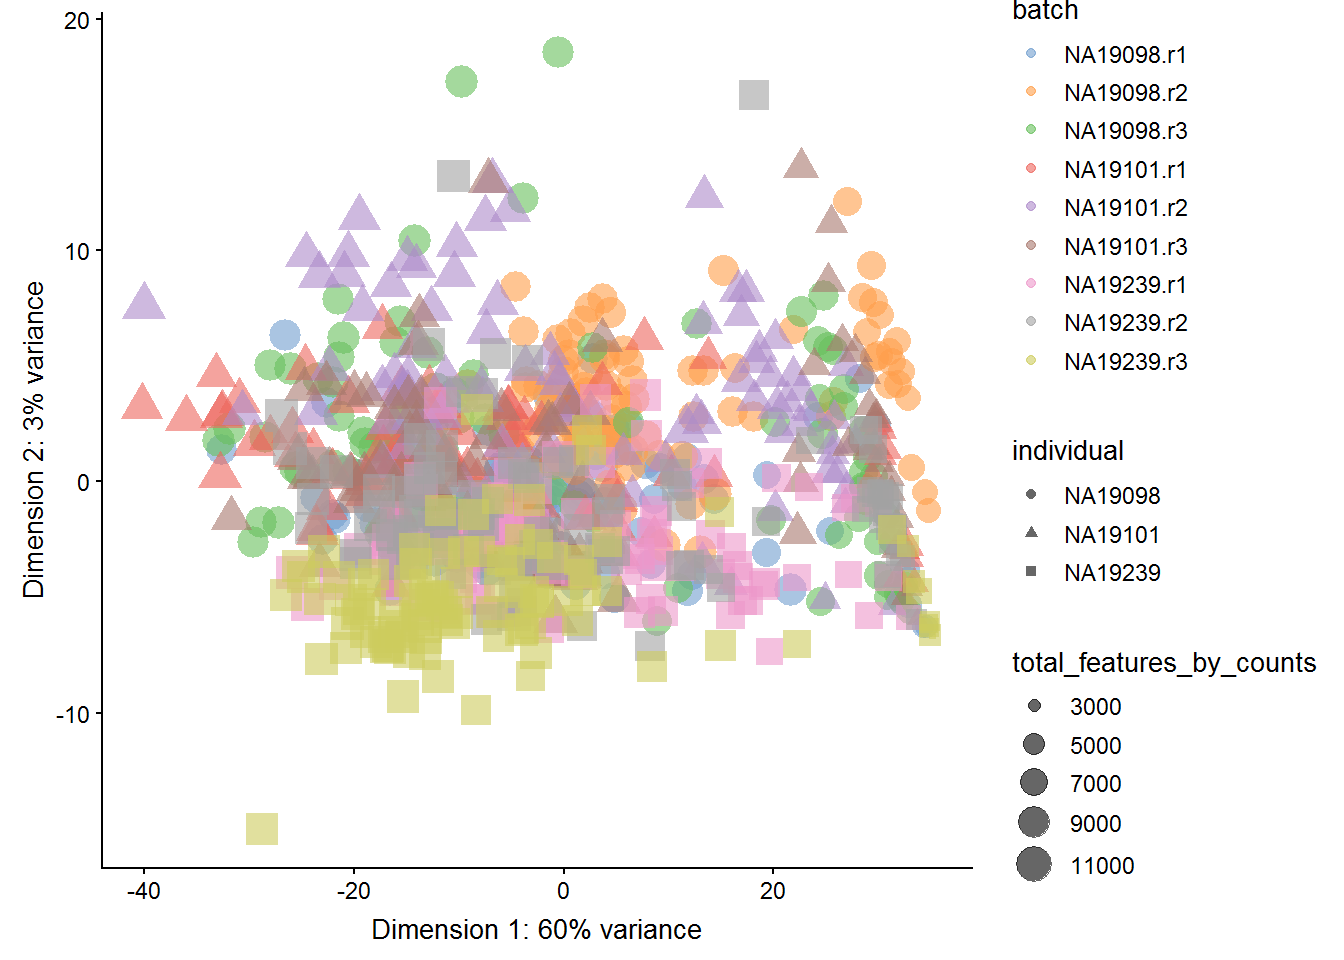 20
10
0
-10
-40
-20
0
20
Dimension 2: 3% variance
Dimension 1: 60% variance
batch
NA19098.r1
NA19098.r2
NA19098.r3
NA19101.r1
NA19101.r2
NA19101.r3
NA19239.r1
NA19239.r2
NA19239.r3
individual
NA19098
NA19101
NA19239
total_features_by_counts
3000
5000
7000
9000
11000